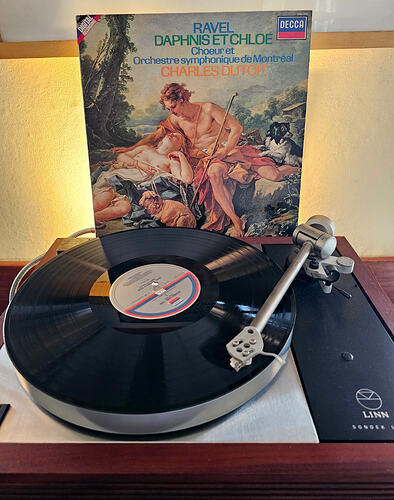 RAVEL
DAPHNIS ET CHLOÉ
Choeur et
Orchestre symphonique de Montréal
CHARLES DUTOIT
DECCA
LINN
SONDEK L